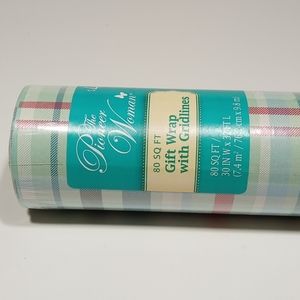 The
Pioneer
Woman
80 SQ FT
Gift Wrap
with Gridlines
80 SQ FT
30 IN W x 32 FT L